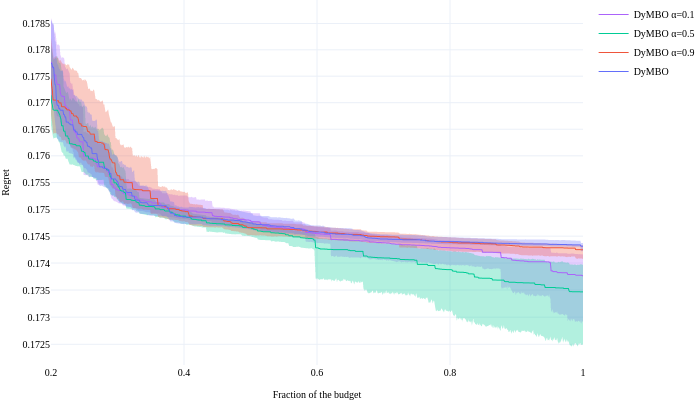 DyMBO α=0.1
DyMBO α=0.5
DyMBO α=0.9
DyMBO
Regret
0.1785
0.178
0.1775
0.177
0.1765
0.176
0.1755
0.175
0.1745
0.174
0.1735
0.173
0.1725
0.2 0.4 0.6 0.8 1
Fraction of the budget